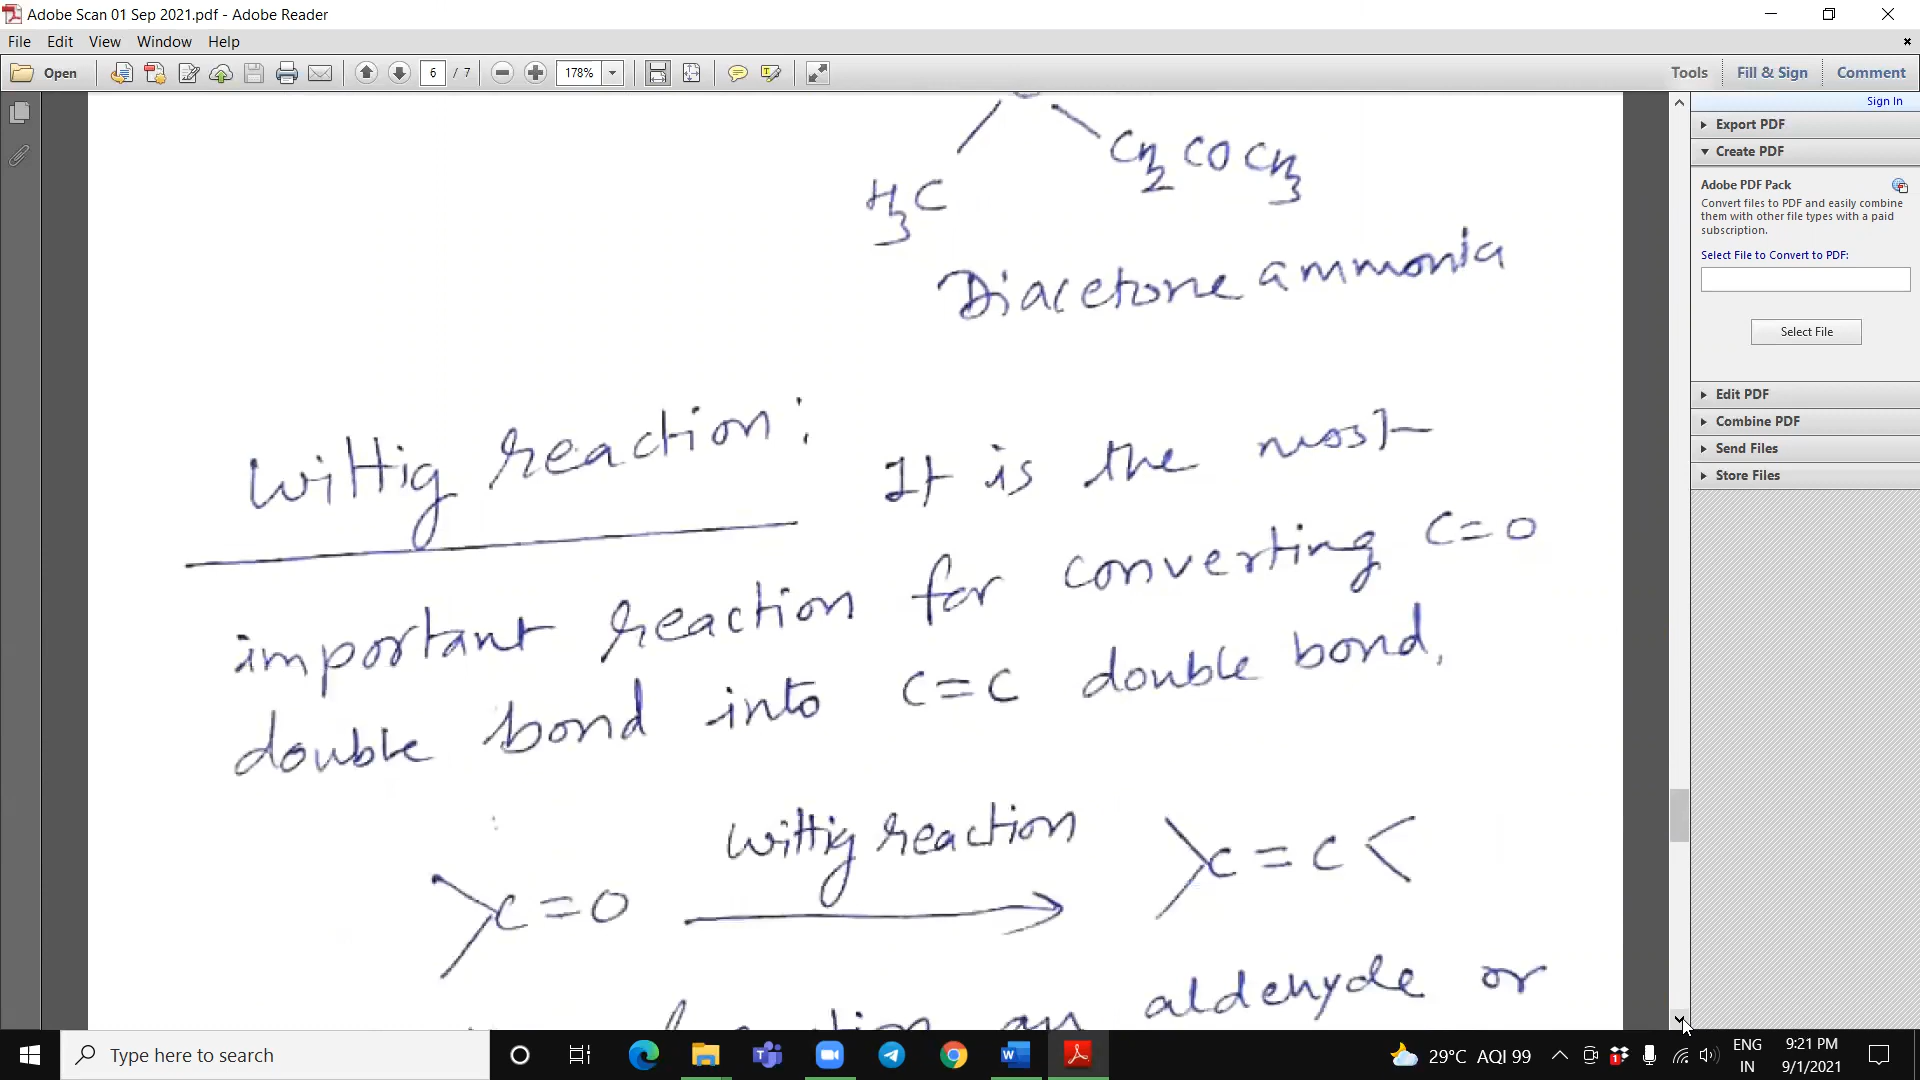 Adobe Scan 01 Sep 2021.pdf - Adobe Reader
File Edit View Window Help
Open 6 / 7 178% Tools Fill & Sign Comment
Sign In
Export PDF
Create PDF
Adobe PDF Pack
Convert files to PDF and easily combine
them with other file types with a paid
subscription.
Select File to Convert to PDF:
Select File
Edit PDF
Combine PDF
Send Files
Store Files
H3C CH2COCH3
Diacetone ammonia
Wittig reaction: It is the most
important reaction for converting C=O
double bond into C=C double bond.
Wittig reaction
C=O C=C
an aldehyde or
Type here to search
29°C AQI 99
1
ENG
IN
9:21 PM
9/1/2021